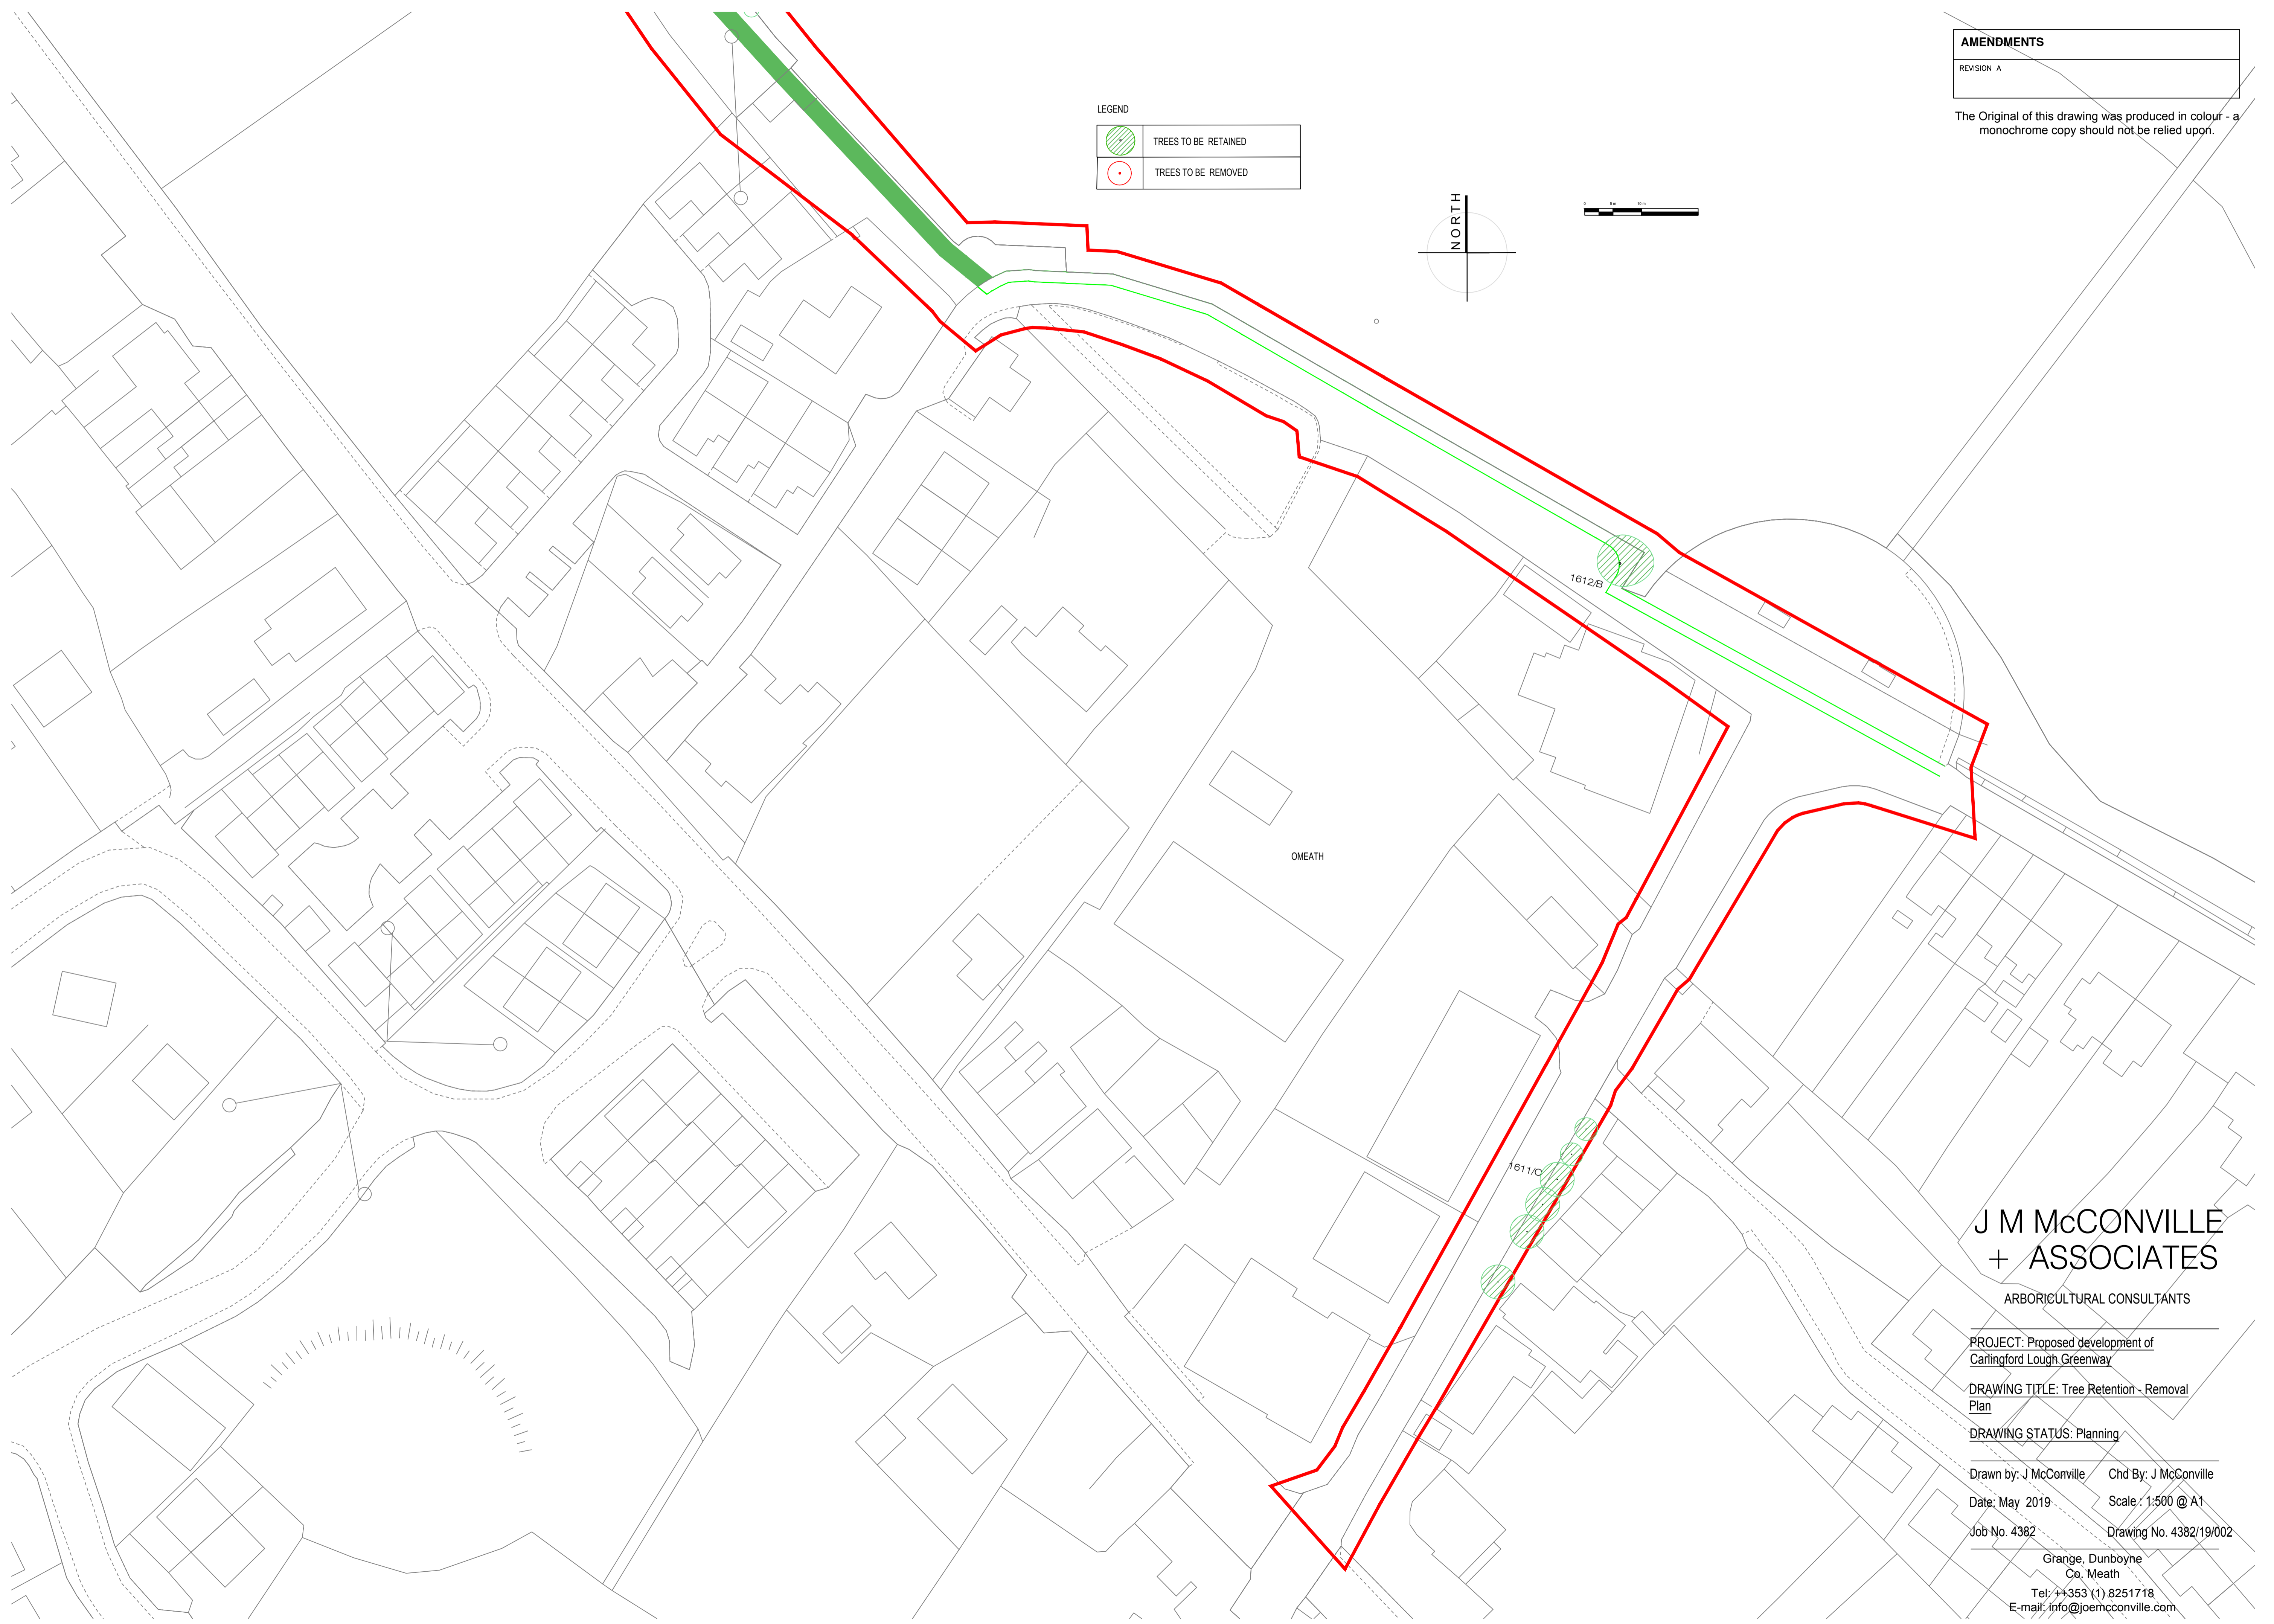 AMENDMENTS
REVISION A
The Original of this drawing was produced in colour - a
monochrome copy should not be relied upon.
LEGEND
TREES TO BE RETAINED
TREES TO BE REMOVED
NORTH
0 5 m 10 m
1612/B
OMEATH
1611/C
J M McCONVILLE
+ ASSOCIATES
ARBORICULTURAL CONSULTANTS
PROJECT: Proposed development of
Carlingford Lough Greenway
DRAWING TITLE: Tree Retention - Removal
Plan
DRAWING STATUS: Planning
Drawn by: J McConville Chd By: J McConville
Date: May 2019 Scale : 1:500 @ A1
Job No. 4382 Drawing No. 4382/19/002
Grange, Dunboyne
Co. Meath
Tel: ++353 (1) 8251718
E-mail: info@joemcconville.com